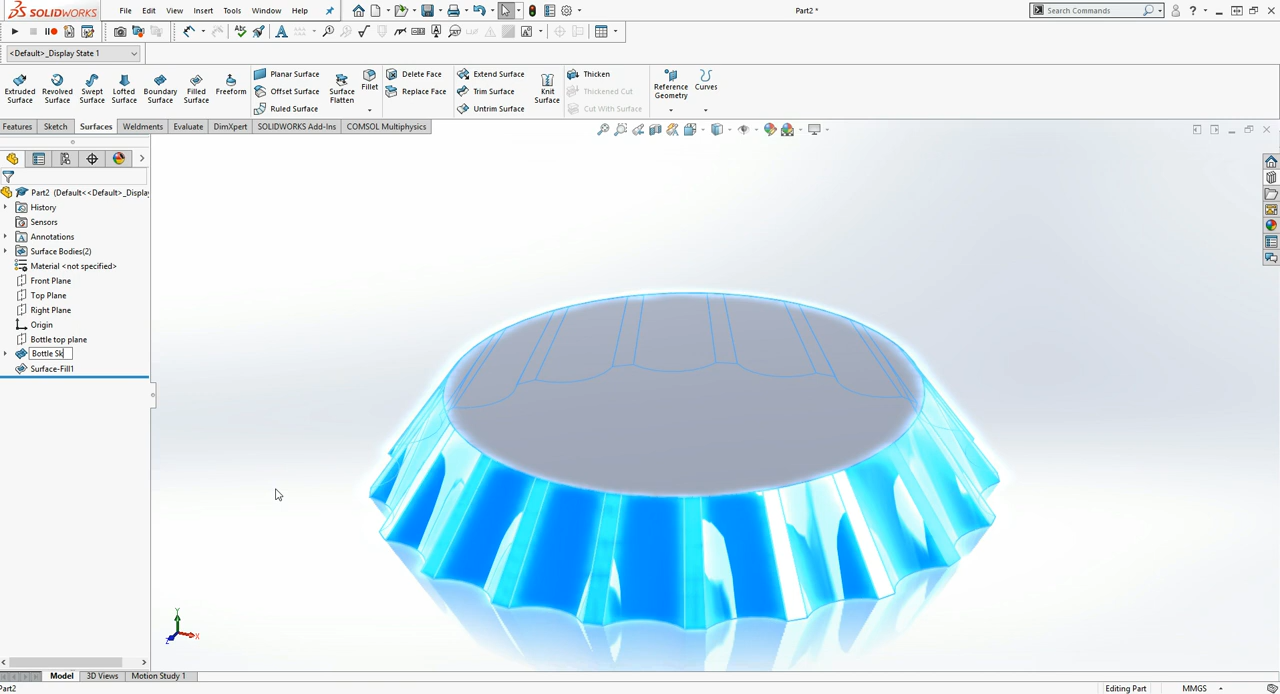 SOLIDWORKS File Edit View Insert Tools Window Help Part2 * Search Commands
<Default>_Display State 1
Extruded Surface
Revolved Surface
Swept Surface
Lofted Surface
Boundary Surface
Filled Surface
Freeform
Planar Surface
Offset Surface
Ruled Surface
Surface Flatten
Fillet
Delete Face
Replace Face
Extend Surface
Trim Surface
Untrim Surface
Knit Surface
Thicken
Thickened Cut
Cut With Surface
Reference Geometry
Curves
Features Sketch Surfaces Weldments Evaluate DimXpert SOLIDWORKS Add-Ins COMSOL Multiphysics
Part2 (Default<<Default>_Display
History
Sensors
Annotations
Surface Bodies(2)
Material <not specified>
Front Plane
Top Plane
Right Plane
Origin
Bottle top plane
Bottle Sk
Surface-Fill1
Y
X
Z
Model 3D Views Motion Study 1
Part2 Editing Part MMGS